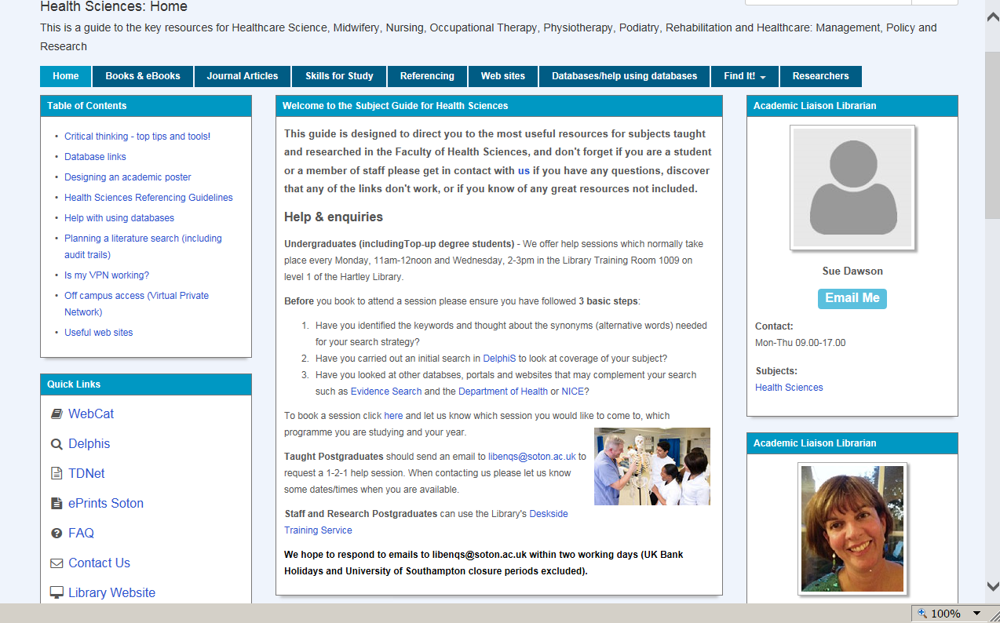 Health Sciences: Home
This is a guide to the key resources for Healthcare Science, Midwifery, Nursing, Occupational Therapy, Physiotherapy, Podiatry, Rehabilitation and Healthcare: Management, Policy and
Research
Home
Books & eBooks
Journal Articles
Skills for Study
Referencing
Web sites
Databases/help using databases
Find It!
Researchers
Table of Contents
• Critical thinking - top tips and tools!
• Database links
• Designing an academic poster
• Health Sciences Referencing Guidelines
• Help with using databases
• Planning a literature search (including
audit trails)
• Is my VPN working?
• Off campus access (Virtual Private
Network)
• Useful web sites
Quick Links
WebCat
Delphis
TDNet
ePrints Soton
FAQ
Contact Us
Library Website
Welcome to the Subject Guide for Health Sciences
This guide is designed to direct you to the most useful resources for subjects taught
and researched in the Faculty of Health Sciences, and don't forget if you are a student
or a member of staff please get in contact with us if you have any questions, discover
that any of the links don't work, or if you know of any great resources not included.
Help & enquiries
Undergraduates (includingTop-up degree students) - We offer help sessions which normally take
place every Monday, 11am-12noon and Wednesday, 2-3pm in the Library Training Room 1009 on
level 1 of the Hartley Library.
Before you book to attend a session please ensure you have followed 3 basic steps:
1. Have you identified the keywords and thought about the synonyms (alternative words) needed
for your search strategy?
2. Have you carried out an initial search in DelphiS to look at coverage of your subject?
3. Have you looked at other databses, portals and websites that may complement your search
such as Evidence Search and the Department of Health or NICE?
To book a session click here and let us know which session you would like to come to, which
programme you are studying and your year.
Taught Postgraduates should send an email to libenqs@soton.ac.uk to
request a 1-2-1 help session. When contacting us please let us know
some dates/times when you are available.
Staff and Research Postgraduates can use the Library's Deskside
Training Service
We hope to respond to emails to libenqs@soton.ac.uk within two working days (UK Bank
Holidays and University of Southampton closure periods excluded).
Academic Liaison Librarian
Sue Dawson
Email Me
Contact:
Mon-Thu 09.00-17.00
Subjects:
Health Sciences
Academic Liaison Librarian
100%